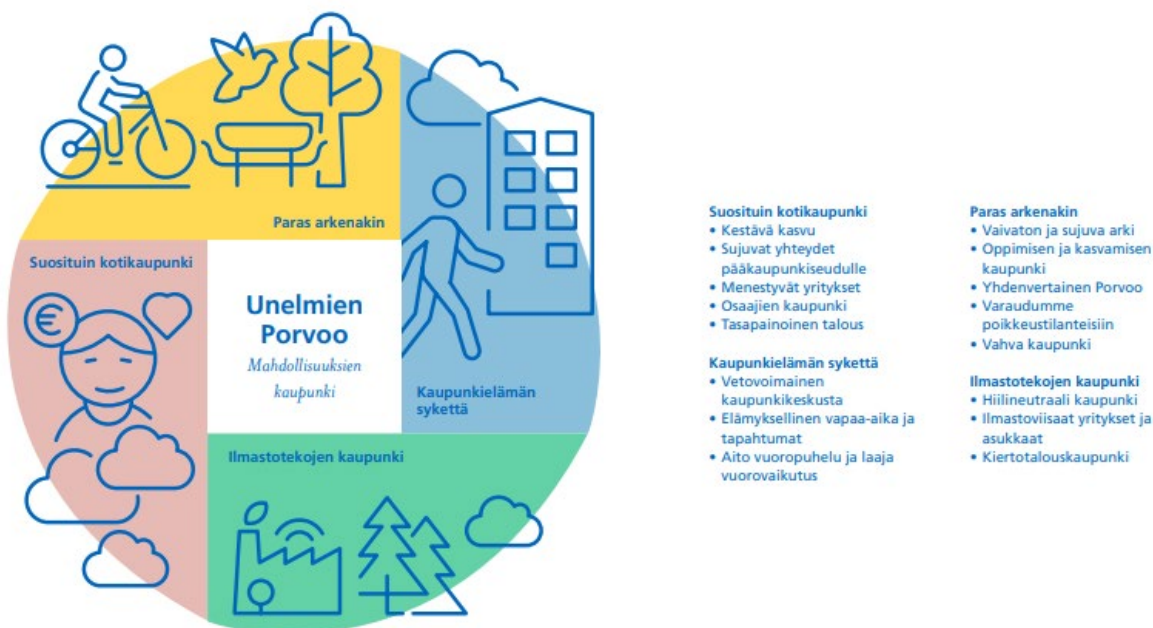 Paras arkenakin
Suosituin kotikaupunki
Unelmien
Porvoo
Mahdollisuuksien
kaupunki
Kaupunkielämän
sykettä
Ilmastotekojen kaupunki
Suosituin kotikaupunki
• Kestävä kasvu
• Sujuvat yhteydet
pääkaupunkiseudulle
• Menestyvät yritykset
• Osaajien kaupunki
• Tasapainoinen talous
Kaupunkielämän sykettä
• Vetovoimainen
kaupunkikeskusta
• Elämyksellinen vapaa-aika ja
tapahtumat
• Aito vuoropuhelu ja laaja
vuorovaikutus
Paras arkenakin
• Vaivaton ja sujuva arki
• Oppimisen ja kasvamisen
kaupunki
• Yhdenvertainen Porvoo
• Varaudumme
poikkeustilanteisiin
• Vahva kaupunki
Ilmastotekojen kaupunki
• Hiilineutraali kaupunki
• Ilmastoviisaat yritykset ja
asukkaat
• Kiertotalouskaupunki